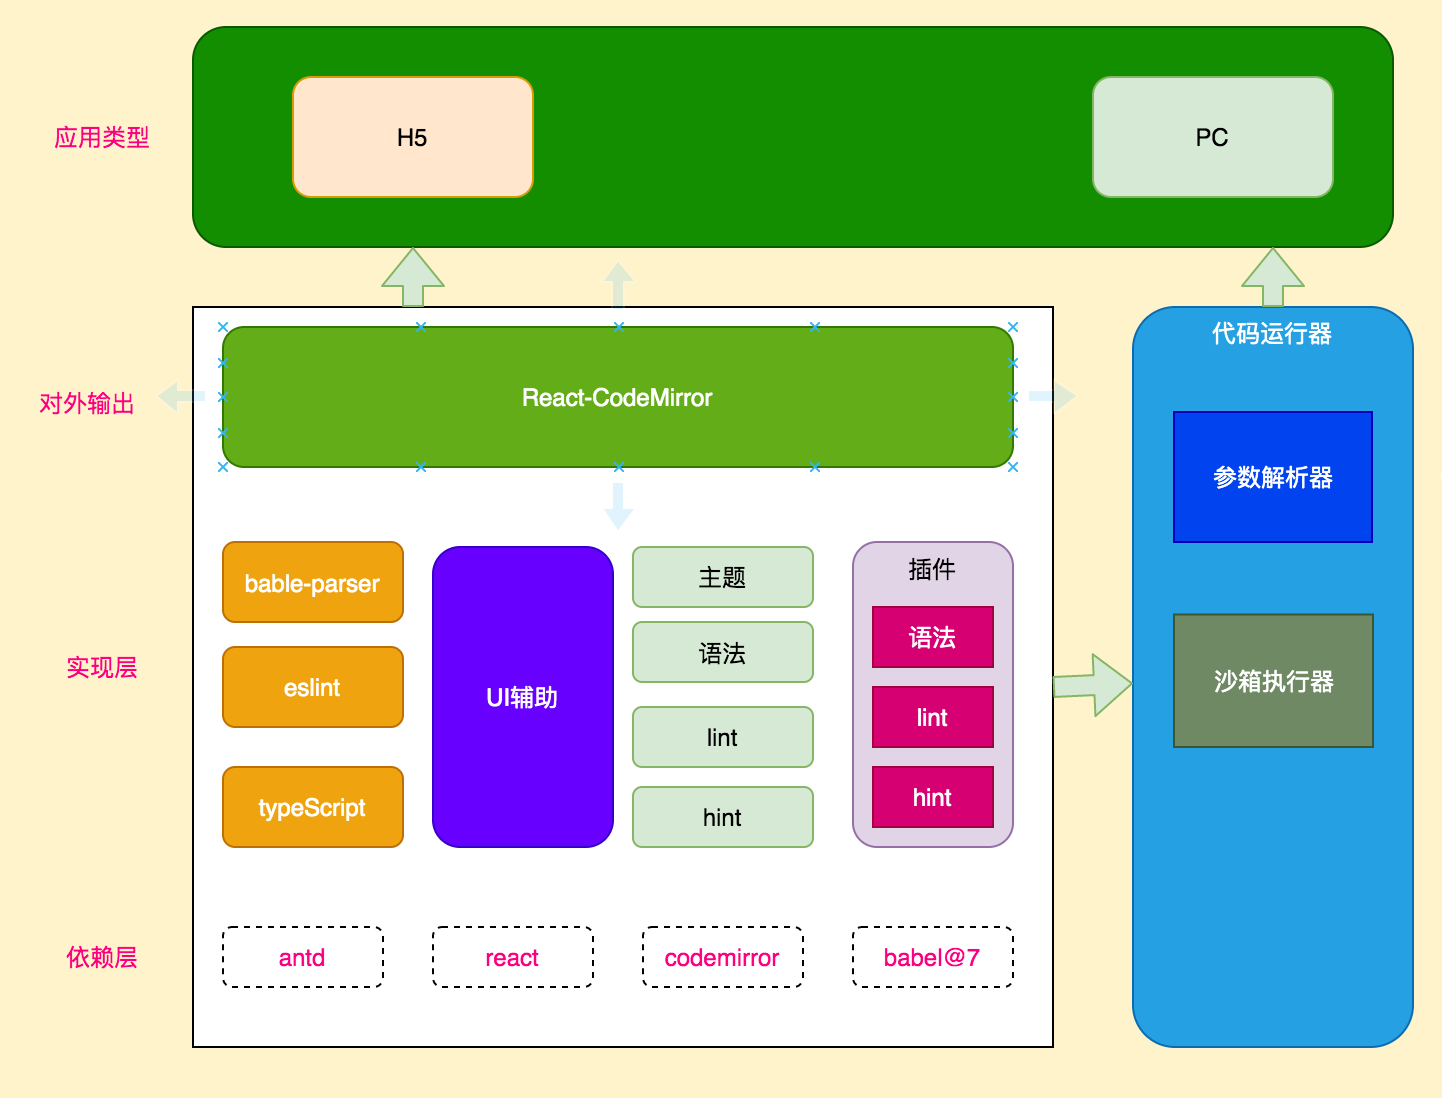 应用类型
H5
PC
对外输出
React-CodeMirror
代码运行器
参数解析器
沙箱执行器
实现层
bable-parser
eslint
typeScript
UI辅助
主题
语法
lint
hint
插件
语法
lint
hint
依赖层
antd
react
codemirror
babel@7